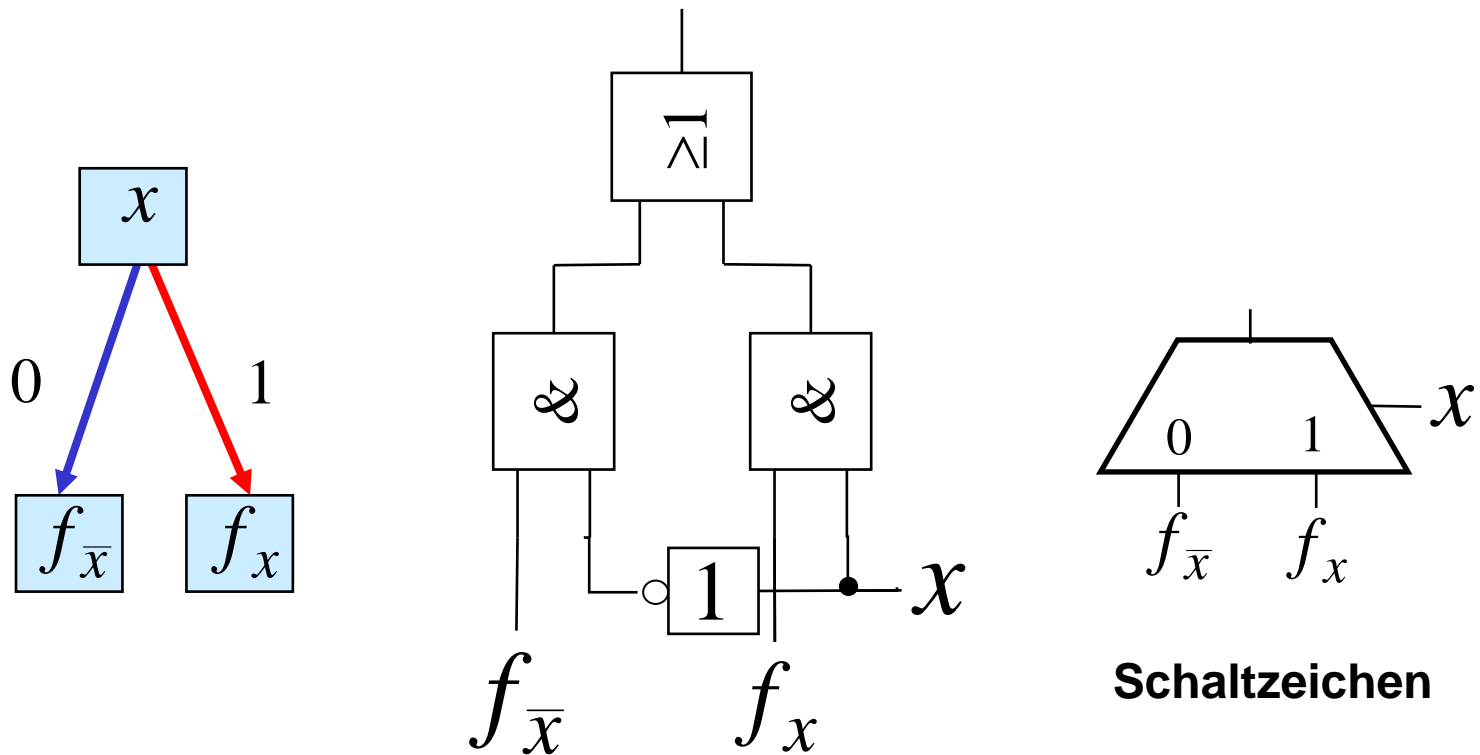 x
0 1
f_x̅ f_x
≥1
& &
1 x
f_x̅ f_x
0 1 x
f_x̅ f_x
Schaltzeichen